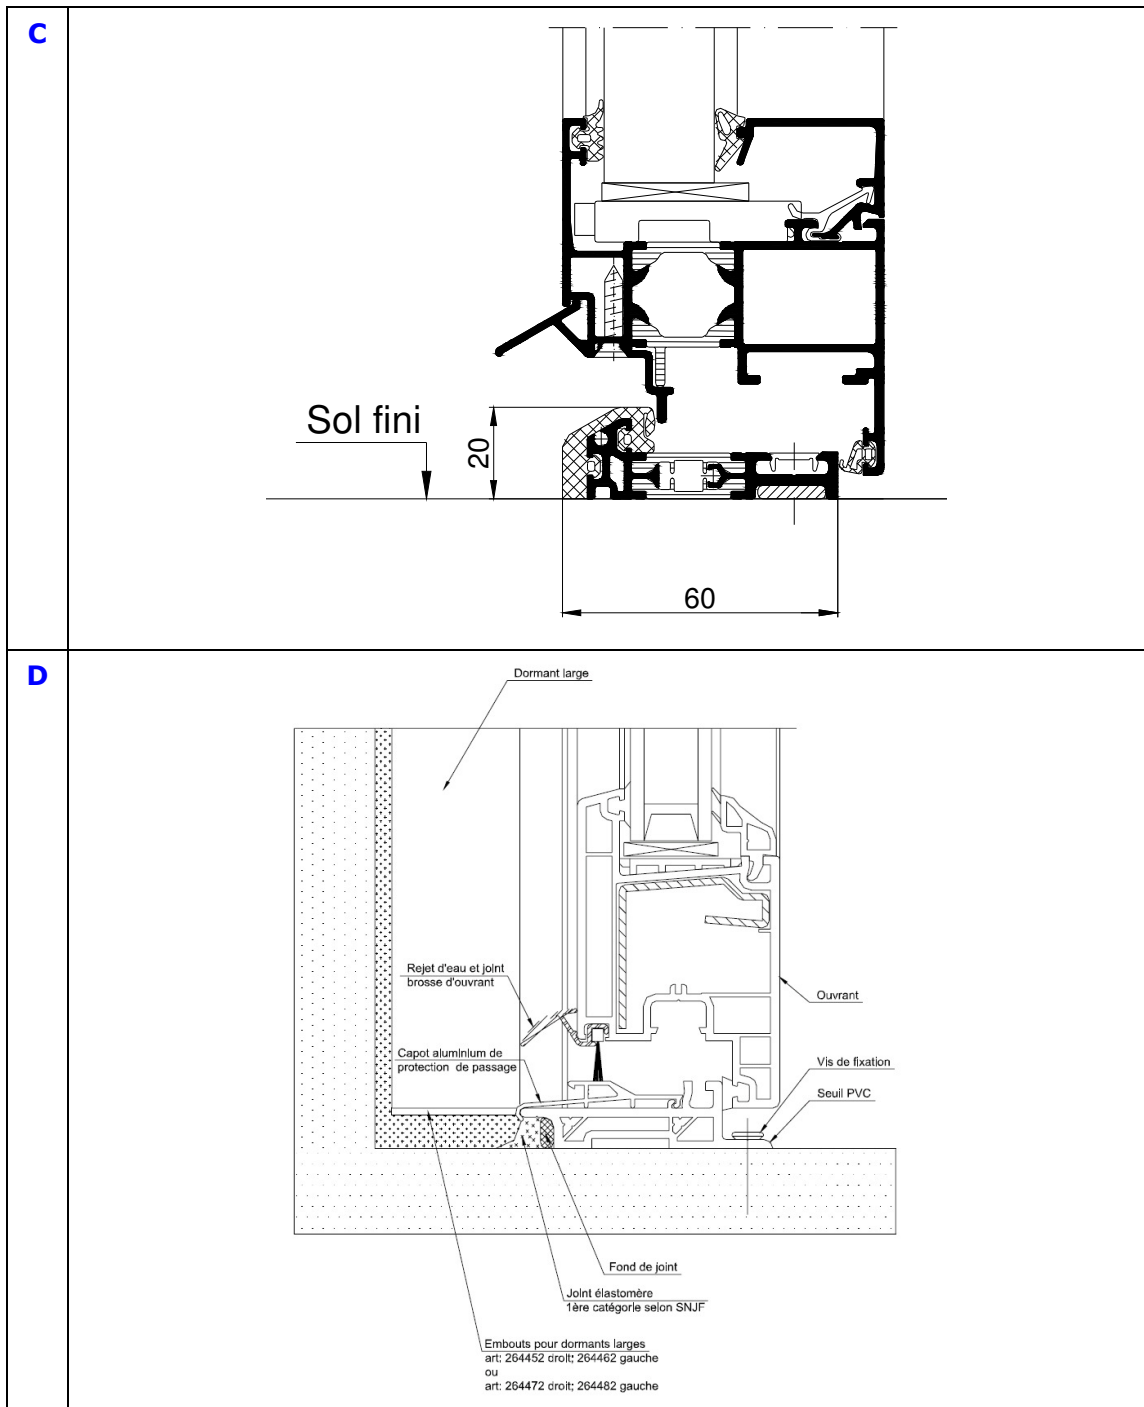 C
Sol fini
20
60
D
Dormant large
Rejet d'eau et joint
brosse d'ouvrant
Ouvrant
Capot aluminium de
protection de passage
Vis de fixation
Seuil PVC
Fond de joint
Joint élastomère
1ère catégorie selon SNJF
Embouts pour dormants larges
art: 264452 droit; 264462 gauche
ou
art: 264472 droit; 264482 gauche